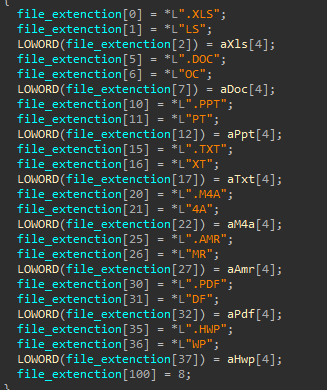 {
file_extenction[0] = *L".XLS";
file_extenction[1] = *L"LS";
LOWORD(file_extenction[2]) = aXls[4];
file_extenction[5] = *L".DOC";
file_extenction[6] = *L"OC";
LOWORD(file_extenction[7]) = aDoc[4];
file_extenction[10] = *L".PPT";
file_extenction[11] = *L"PT";
LOWORD(file_extenction[12]) = aPpt[4];
file_extenction[15] = *L".TXT";
file_extenction[16] = *L"XT";
LOWORD(file_extenction[17]) = aTxt[4];
file_extenction[20] = *L".M4A";
file_extenction[21] = *L"4A";
LOWORD(file_extenction[22]) = aM4a[4];
file_extenction[25] = *L".AMR";
file_extenction[26] = *L"MR";
LOWORD(file_extenction[27]) = aAmr[4];
file_extenction[30] = *L".PDF";
file_extenction[31] = *L"DF";
LOWORD(file_extenction[32]) = aPdf[4];
file_extenction[35] = *L".HWP";
file_extenction[36] = *L"WP";
LOWORD(file_extenction[37]) = aHwp[4];
file_extenction[100] = 8;
}